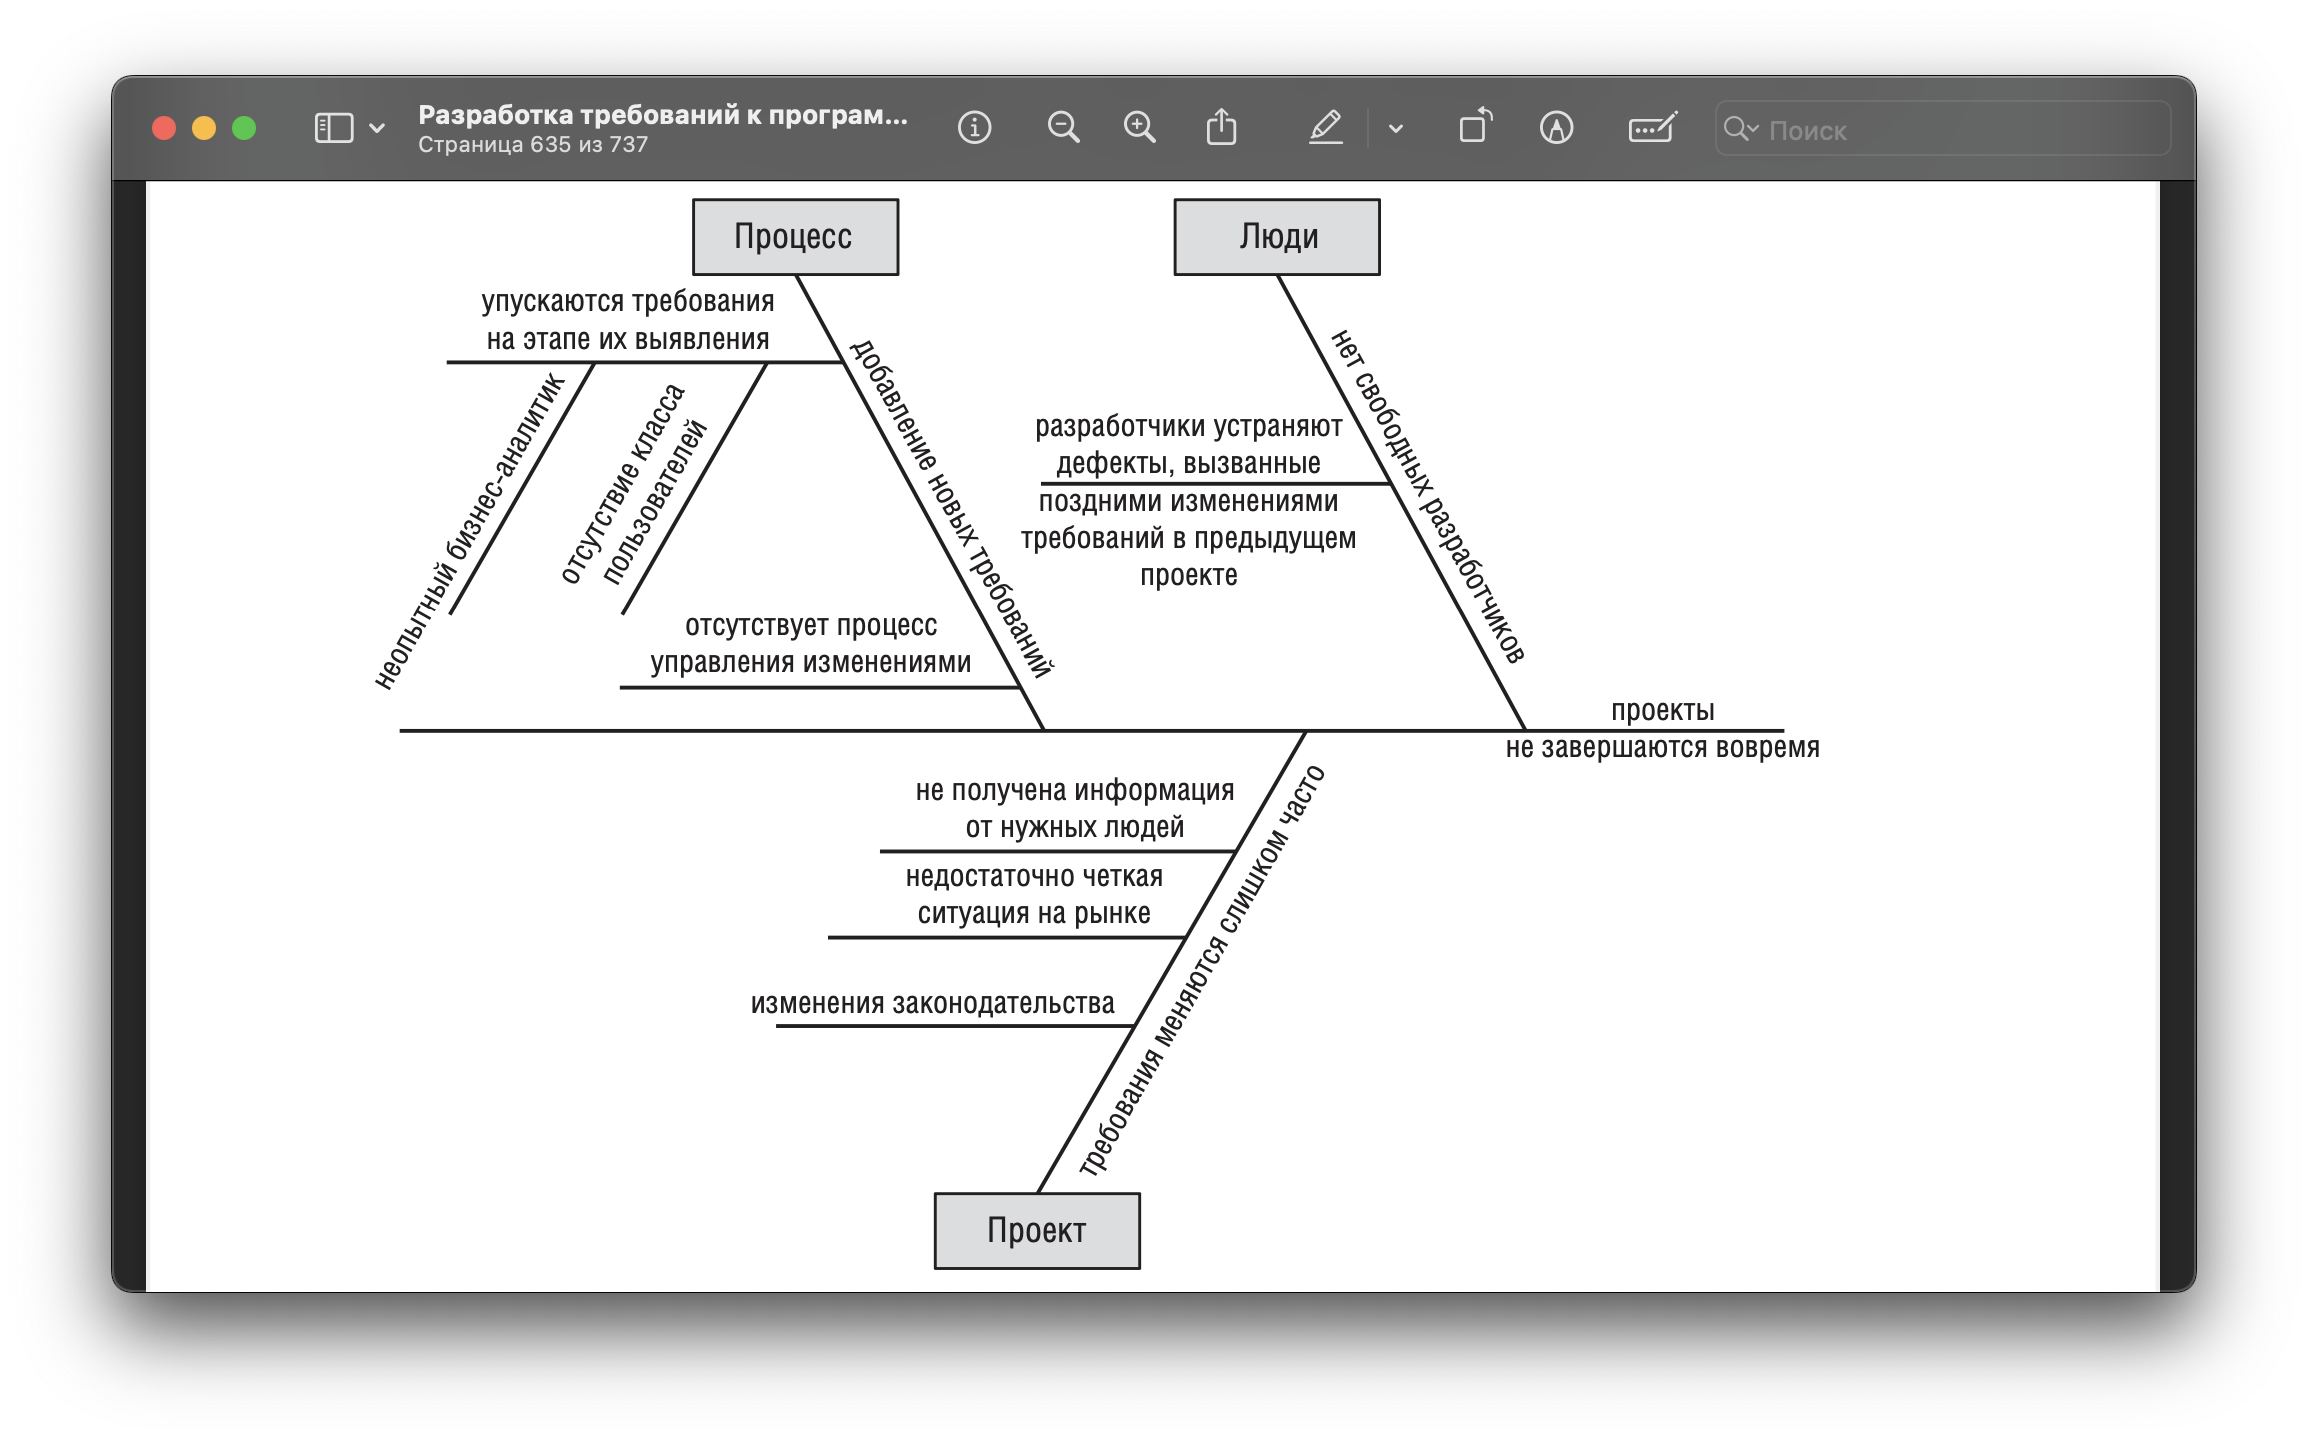 Разработка требований к програм...
Страница 635 из 737
Поиск
Процесс
Люди
упускаются требования
на этапе их выявления
добавление новых требований
нет свободных разработчиков
неопытный бизнес-аналитик
отсутствие класса
пользователей
разработчики устраняют
дефекты, вызванные
поздними изменениями
требований в предыдущем
проекте
отсутствует процесс
управления изменениями
проекты
не завершаются вовремя
не получена информация
от нужных людей
недостаточно четкая
ситуация на рынке
изменения законодательства
требования меняются слишком часто
Проект